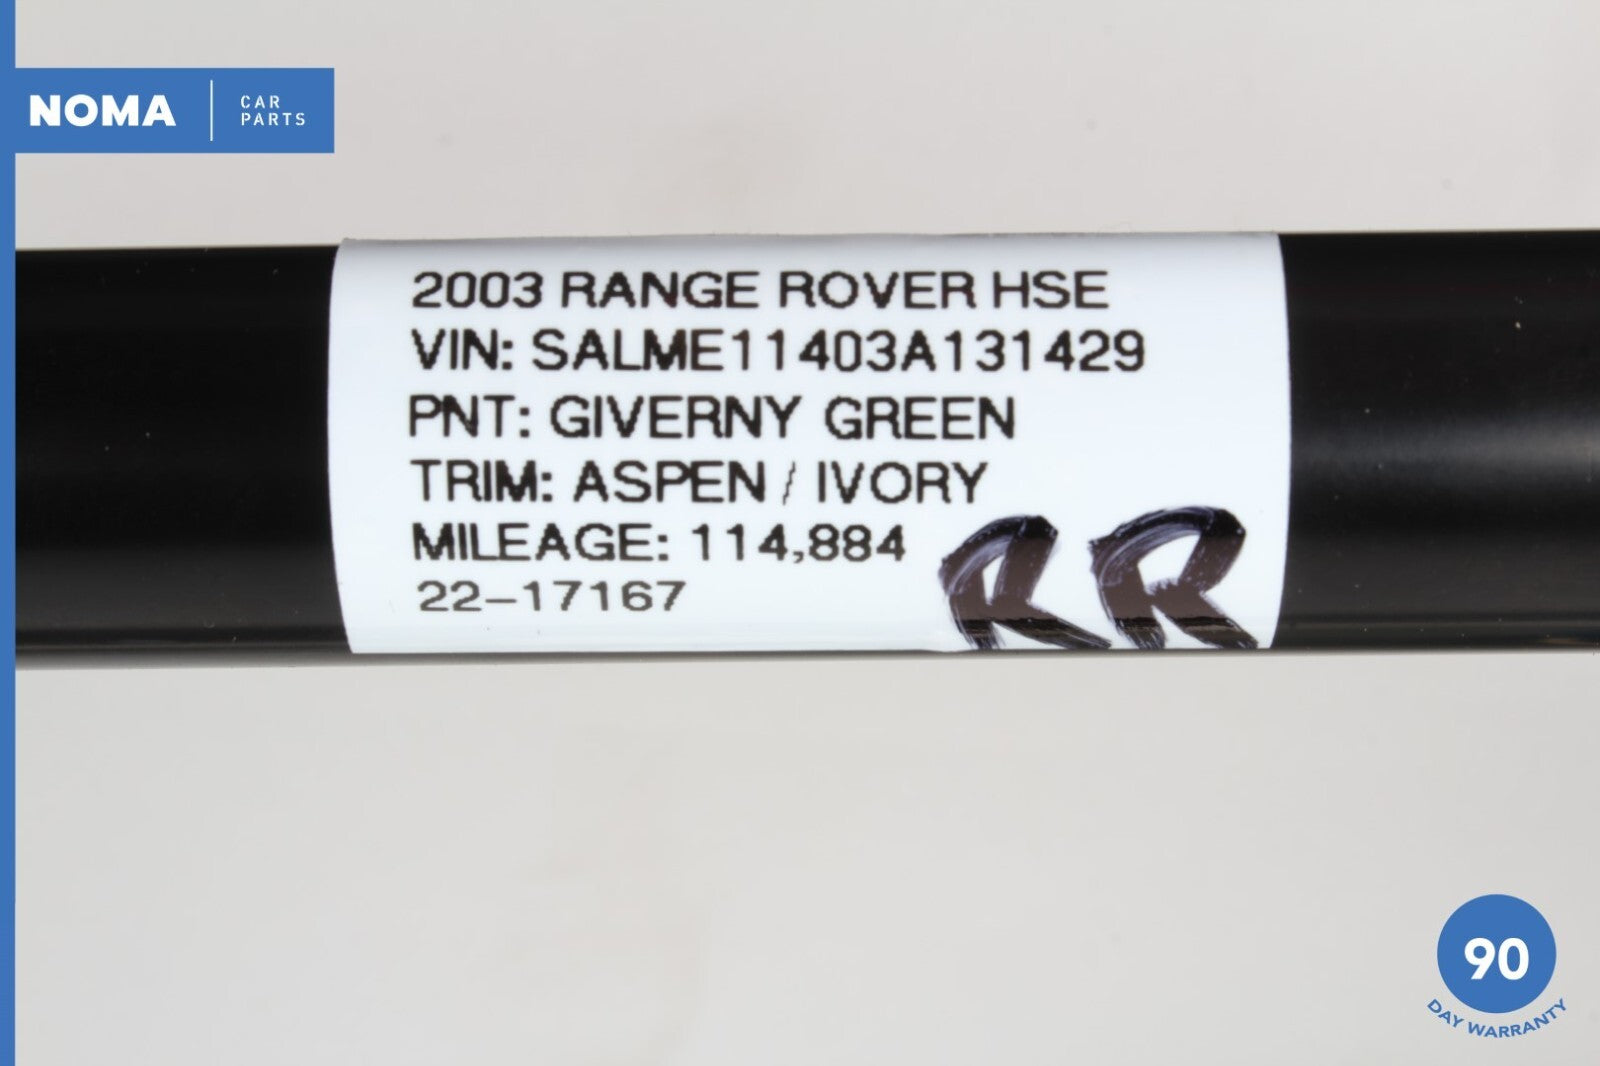 NOMA
CAR
PARTS
2003 RANGE ROVER HSE
VIN: SALME11403A131429
PNT: GIVERNY GREEN
TRIM: ASPEN / IVORY
MILEAGE: 114,884
22-17167
RR
90
DAY WARRANTY